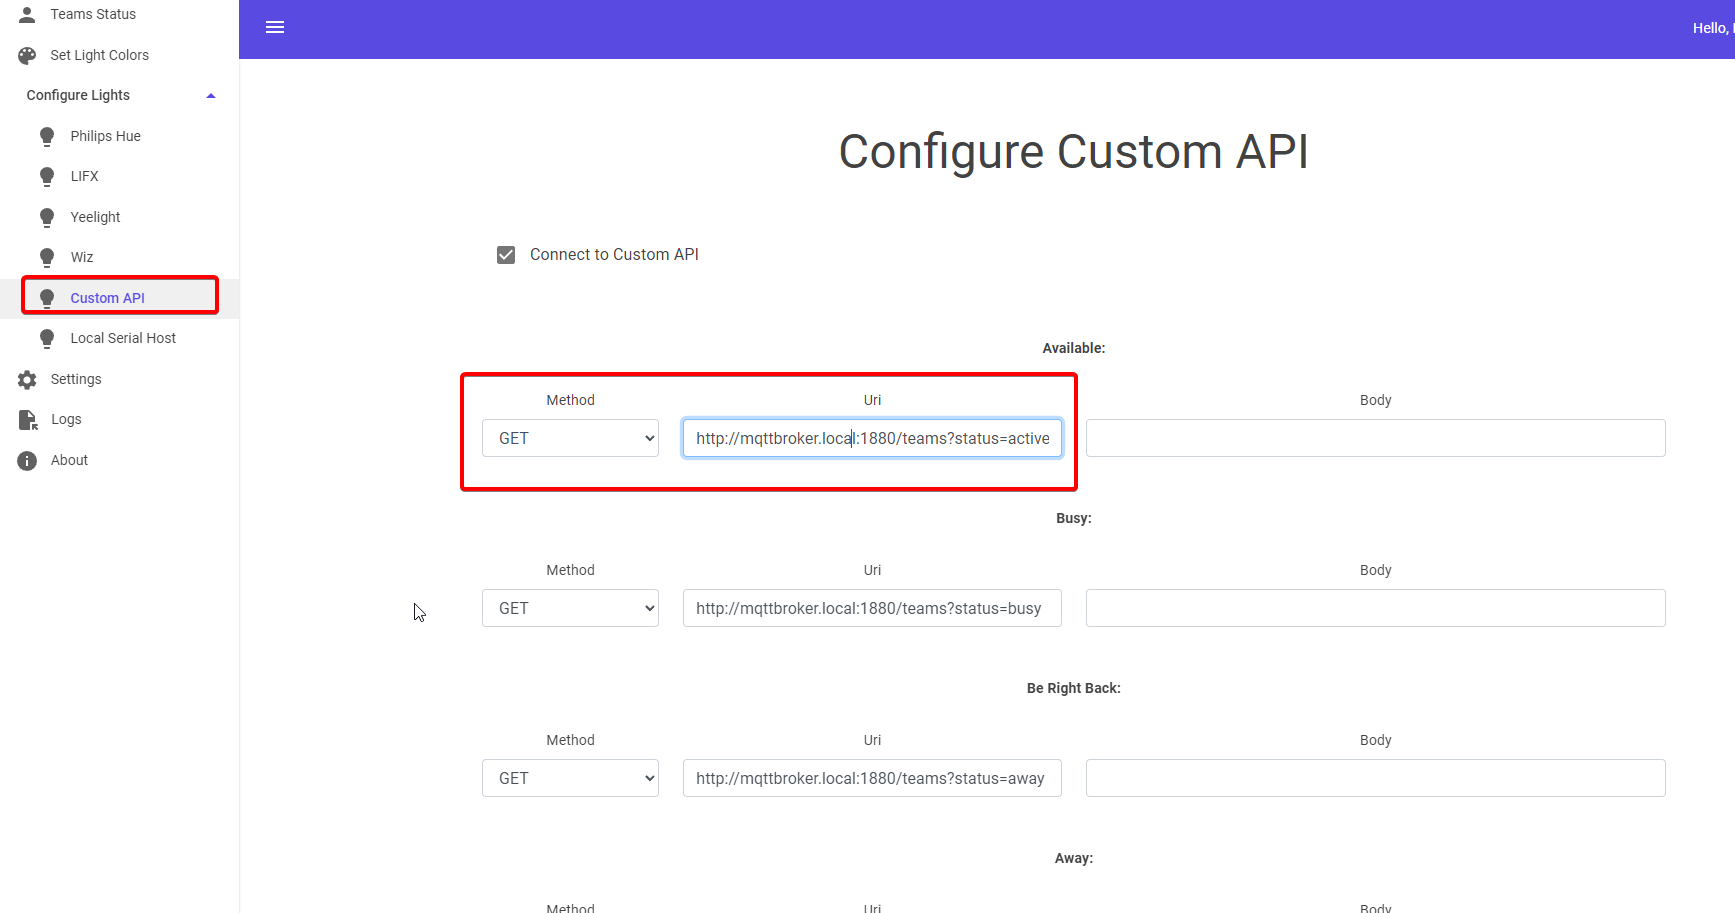 Teams Status
Set Light Colors
Configure Lights
Philips Hue
LIFX
Yeelight
Wiz
Custom API
Local Serial Host
Settings
Logs
About
Hello,
Configure Custom API
Connect to Custom API
Available:
Method Uri Body
GET http://mqttbroker.local:1880/teams?status=active
Busy:
Method Uri Body
GET http://mqttbroker.local:1880/teams?status=busy
Be Right Back:
Method Uri Body
GET http://mqttbroker.local:1880/teams?status=away
Away:
Method Uri Body